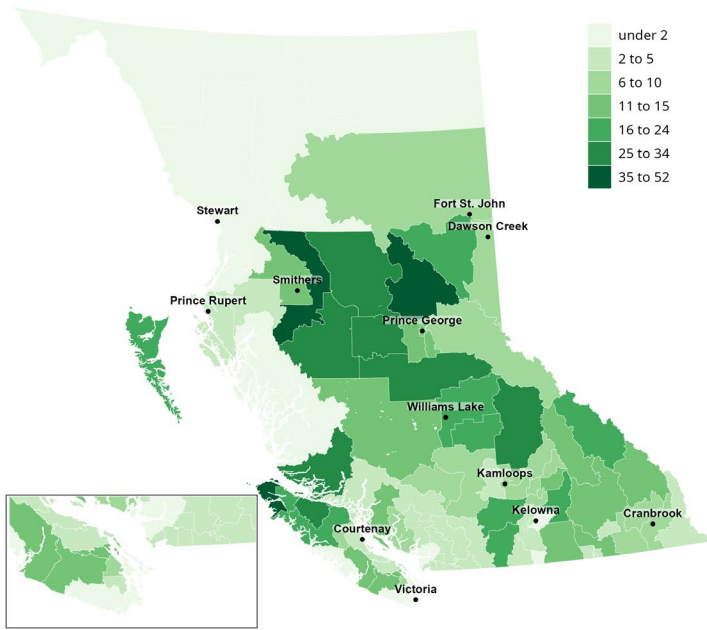 under 2
2 to 5
6 to 10
11 to 15
16 to 24
25 to 34
35 to 52
Fort St. John
Stewart
Dawson Creek
Smithers
Prince Rupert
Prince George
Williams Lake
Kamloops
Kelowna
Cranbrook
Courtenay
Victoria